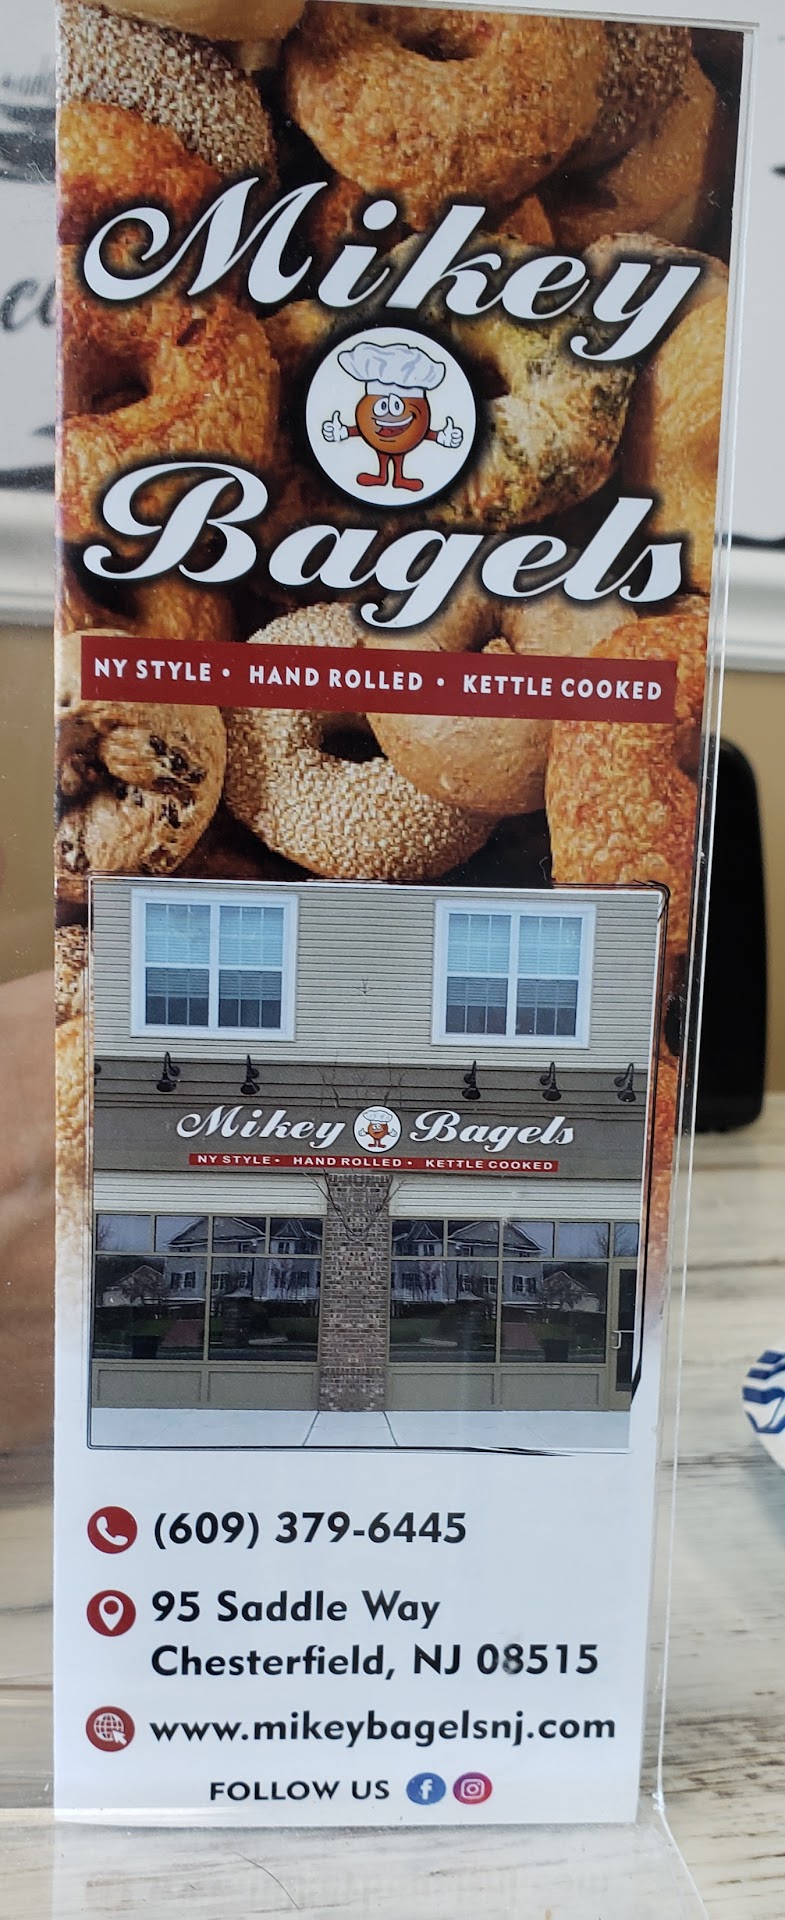 Mikey
Bagels
NY STYLE • HAND ROLLED • KETTLE COOKED
Mikey Bagels
NY STYLE • HAND ROLLED • KETTLE COOKED
(609) 379-6445
95 Saddle Way
Chesterfield, NJ 08515
www.mikeybagelsnj.com
FOLLOW US